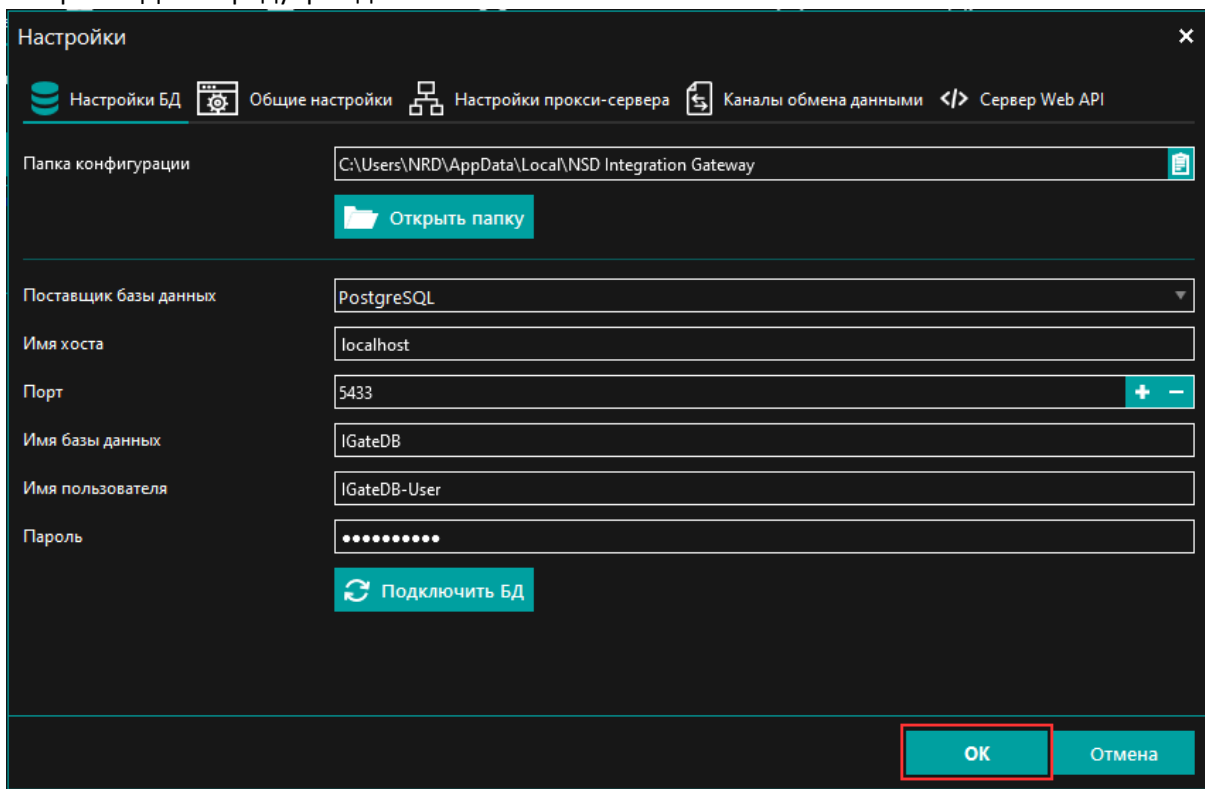 Настройки
Настройки БД Общие настройки Настройки прокси-сервера Каналы обмена данными </> Сервер Web API
Папка конфигурации C:\Users\NRD\AppData\Local\NSD Integration Gateway
Открыть папку
Поставщик базы данных PostgreSQL
Имя хоста localhost
Порт 5433
Имя базы данных IGateDB
Имя пользователя IGateDB-User
Пароль ●●●●●●●●●●
Подключить БД
ОК Отмена